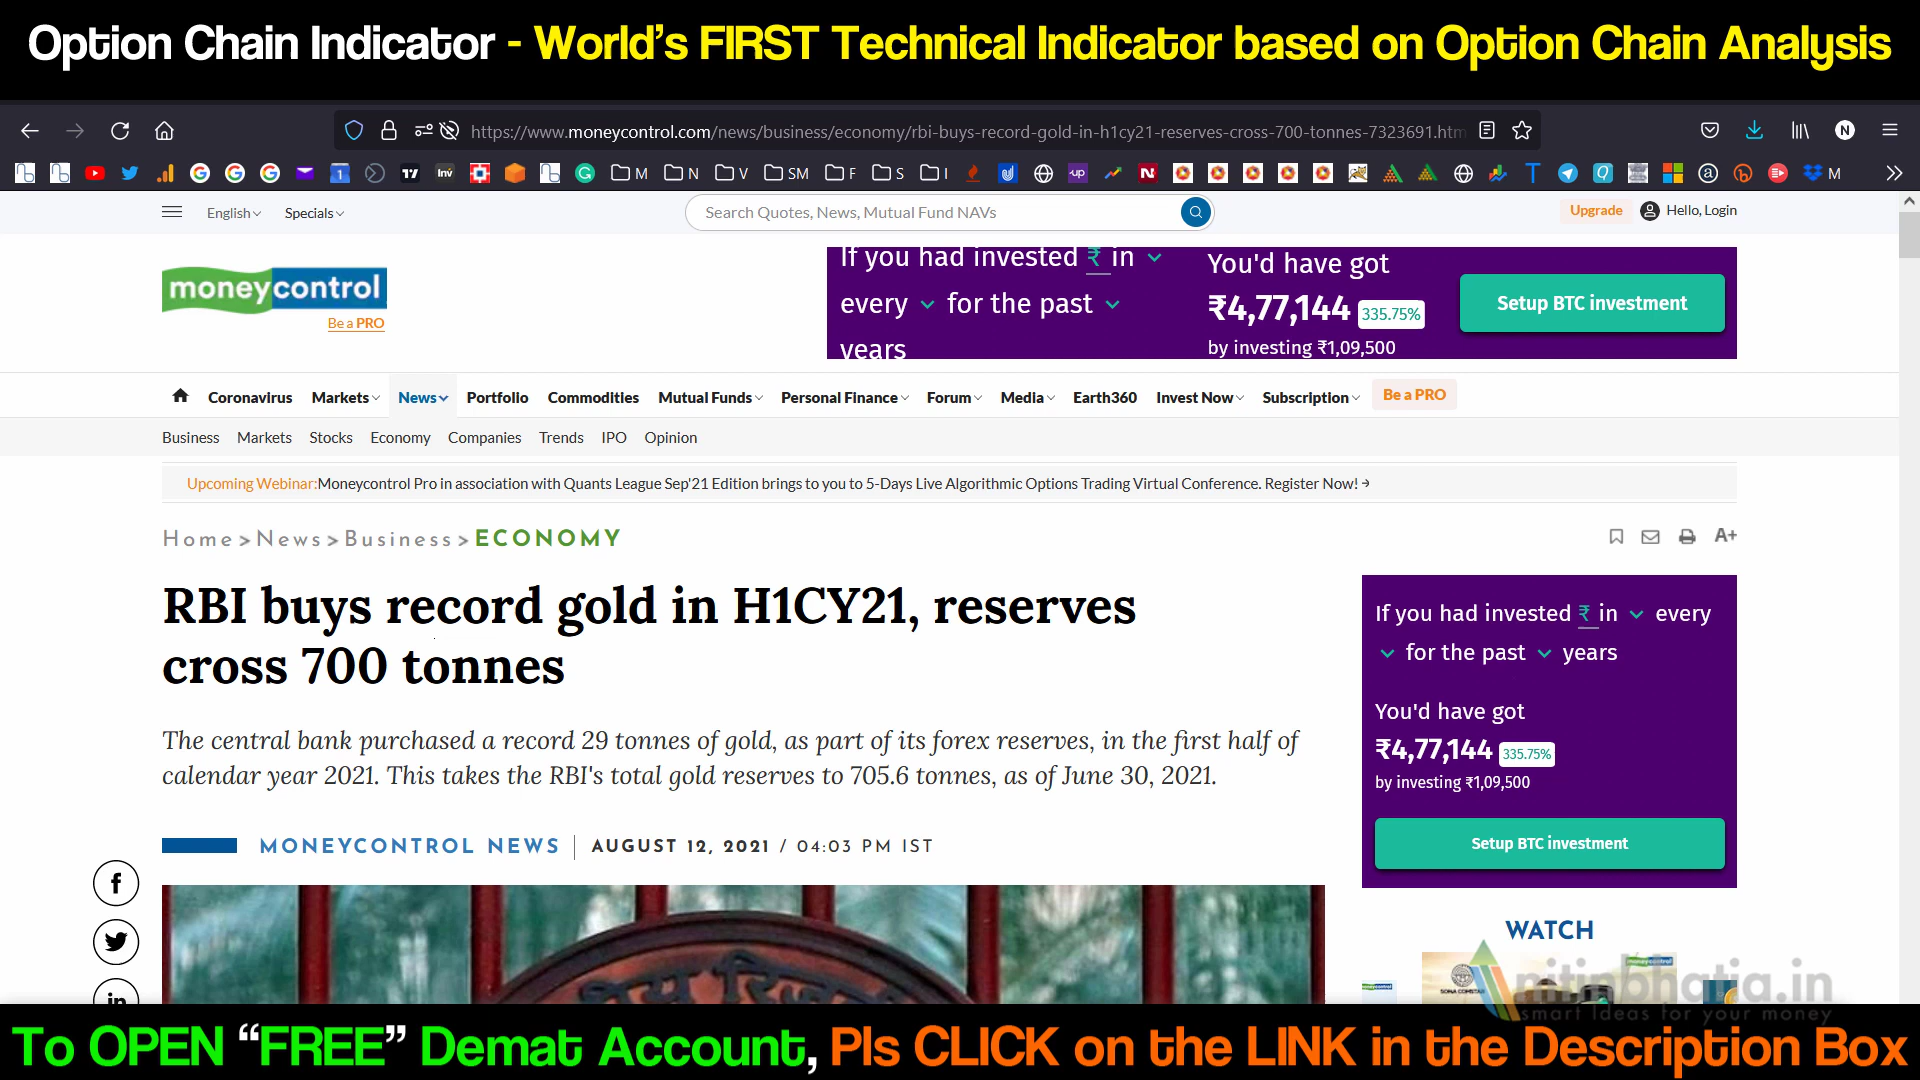 Option Chain Indicator - World's FIRST Technical Indicator based on Option Chain Analysis
https://www.moneycontrol.com/news/business/economy/rbi-buys-record-gold-in-h1cy21-reserves-cross-700-tonnes-7323691.htm
M N V SM F S I M
English Specials Search Quotes, News, Mutual Fund NAVs Upgrade Hello, Login
moneycontrol
Be a PRO
If you had invested ₹ in
every for the past
years
You'd have got
₹4,77,144 335.75%
by investing ₹1,09,500
Setup BTC investment
Coronavirus Markets News Portfolio Commodities Mutual Funds Personal Finance Forum Media Earth360 Invest Now Subscription Be a PRO
Business Markets Stocks Economy Companies Trends IPO Opinion
Upcoming Webinar:Moneycontrol Pro in association with Quants League Sep'21 Edition brings to you to 5-Days Live Algorithmic Options Trading Virtual Conference. Register Now!
Home > News > Business > ECONOMY
A+
RBI buys record gold in H1CY21, reserves
cross 700 tonnes
The central bank purchased a record 29 tonnes of gold, as part of its forex reserves, in the first half of
calendar year 2021. This takes the RBI's total gold reserves to 705.6 tonnes, as of June 30, 2021.
MONEYCONTROL NEWS AUGUST 12, 2021 / 04:03 PM IST
If you had invested ₹ in every
for the past years
You'd have got
₹4,77,144 335.75%
by investing ₹1,09,500
Setup BTC investment
WATCH
nitinbhatia.in
smart ideas for your money
To OPEN "FREE" Demat Account, Pls CLICK on the LINK in the Description Box